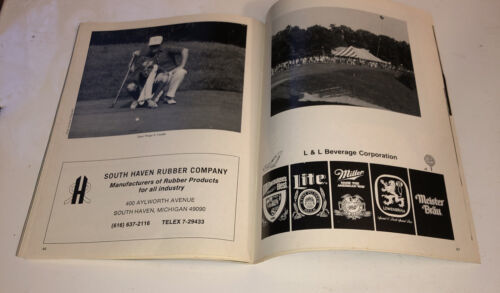 SOUTH HAVEN RUBBER COMPANY
Manufacturers of Rubber Products
for all industry
400 AYLWORTH AVENUE
SOUTH HAVEN, MICHIGAN 49090
(616) 637-2116 TELEX 7-29433
H
L & L Beverage Corporation
Lite
Miller
LÖWENBRÄU
Meister
Bräu